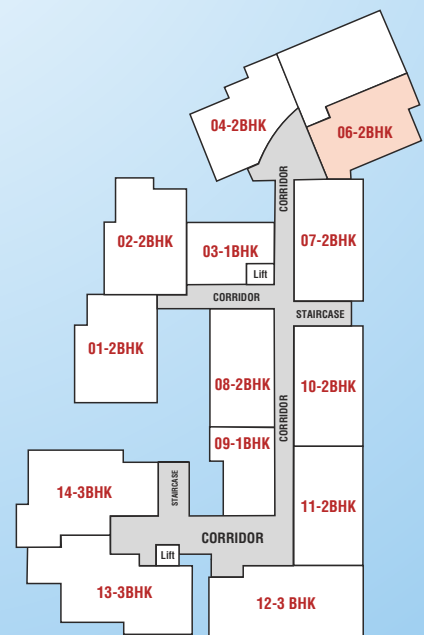 04-2BHK
06-2BHK
CORRIDOR
02-2BHK
03-1BHK
07-2BHK
Lift
CORRIDOR
STAIRCASE
01-2BHK
08-2BHK
10-2BHK
CORRIDOR
09-1BHK
14-3BHK
STAIRCASE
11-2BHK
CORRIDOR
Lift
13-3BHK
12-3 BHK